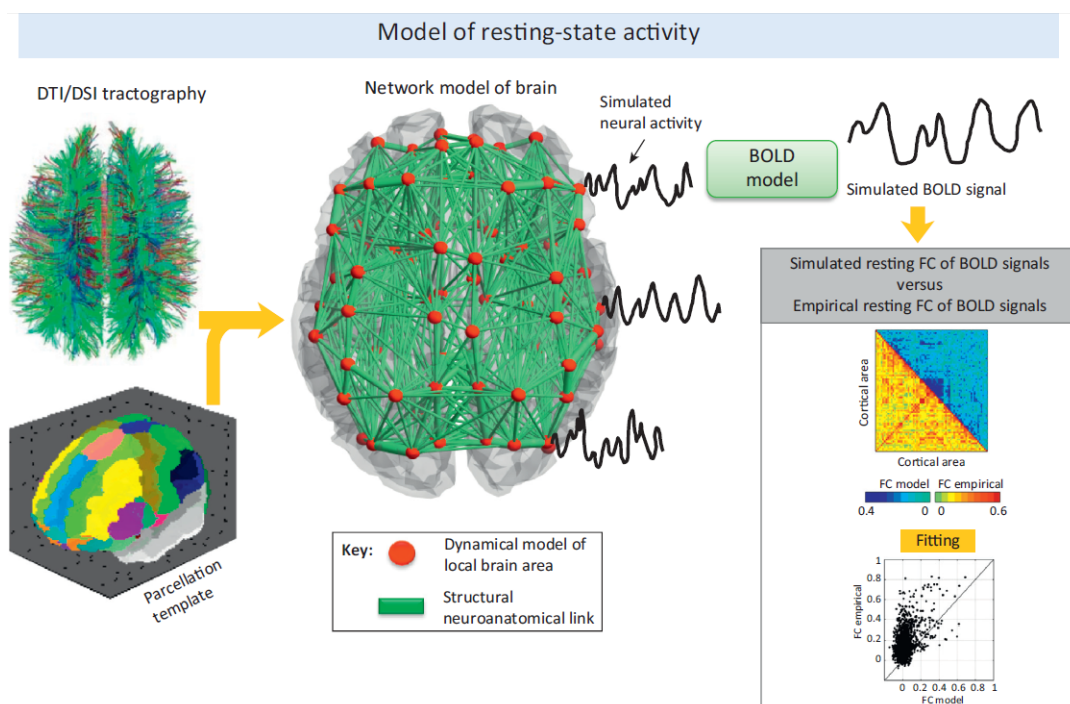 Model of resting-state activity
DTI/DSI tractography
Network model of brain
Simulated
neural activity
BOLD
model
Simulated BOLD signal
Simulated resting FC of BOLD signals
versus
Empirical resting FC of BOLD signals
Cortical area
Cortical area
FC model
FC empirical
0.4
0
0
0.6
Parcellation
template
Key:
Dynamical model of
local brain area
Structural
neuroanatomical link
Fitting
FC empirical
1
0.8
0.6
0.4
0.2
0
0 0.2 0.4 0.6 0.8 1
FC model